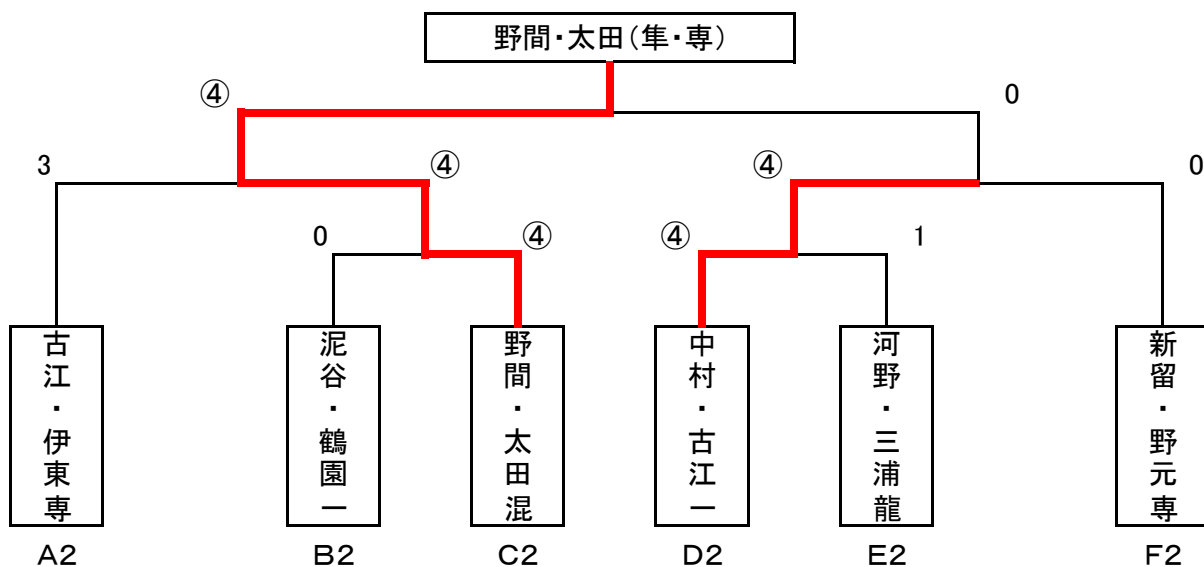 野間・太田（隼・専）
④
0
3
④
④
0
0
④
④
1
古江・伊東専
泥谷・鶴園一
野間・太田混
中村・古江一
河野・三浦龍
新留・野元専
A2
B2
C2
D2
E2
F2